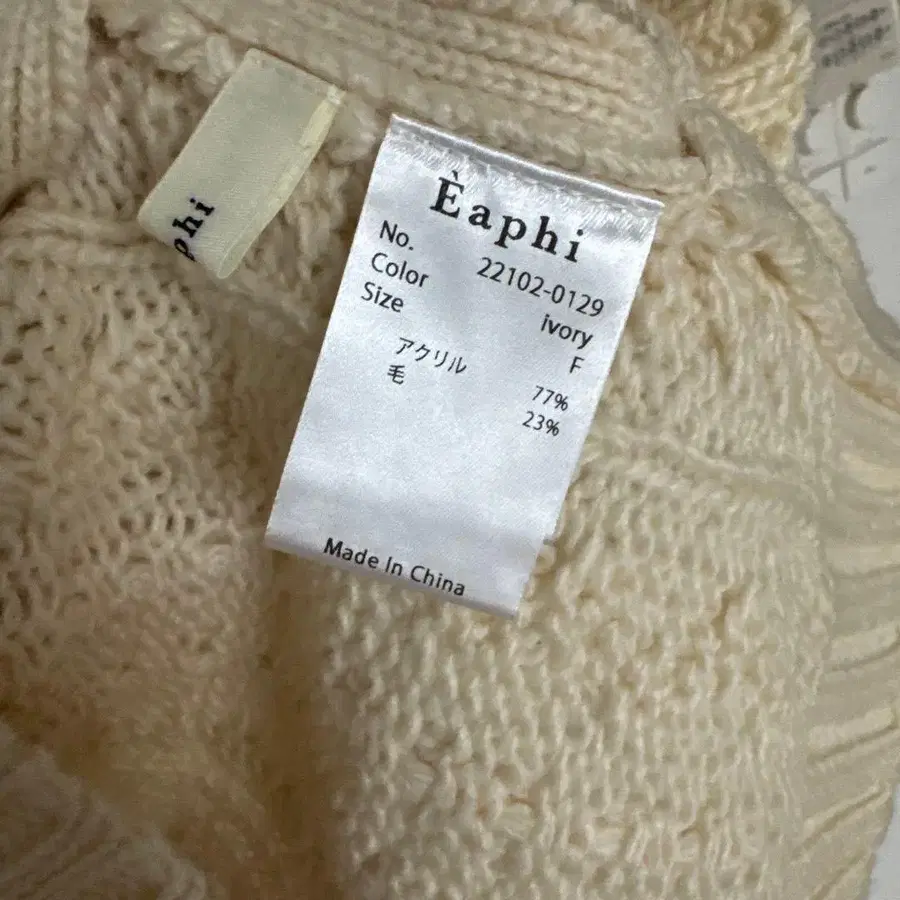 phi
Èaphi
No. 22102-0129
Color ivory
Size F
アクリル 77%
毛 23%
Made In China